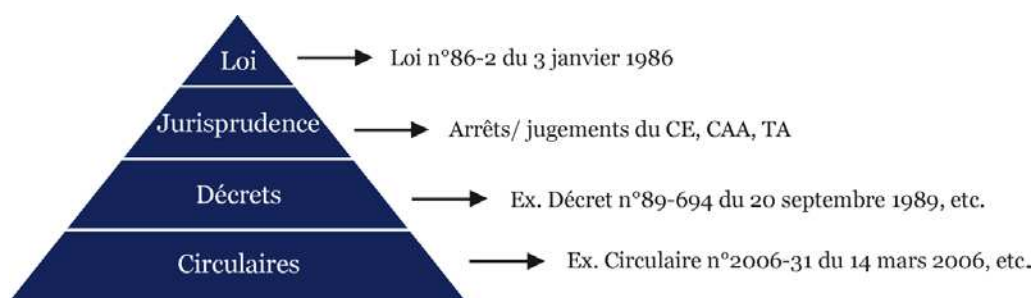 Loi
Loi n°86-2 du 3 janvier 1986
Jurisprudence
Arrêts/ jugements du CE, CAA, TA
Décrets
Ex. Décret n°89-694 du 20 septembre 1989, etc.
Circulaires
Ex. Circulaire n°2006-31 du 14 mars 2006, etc.